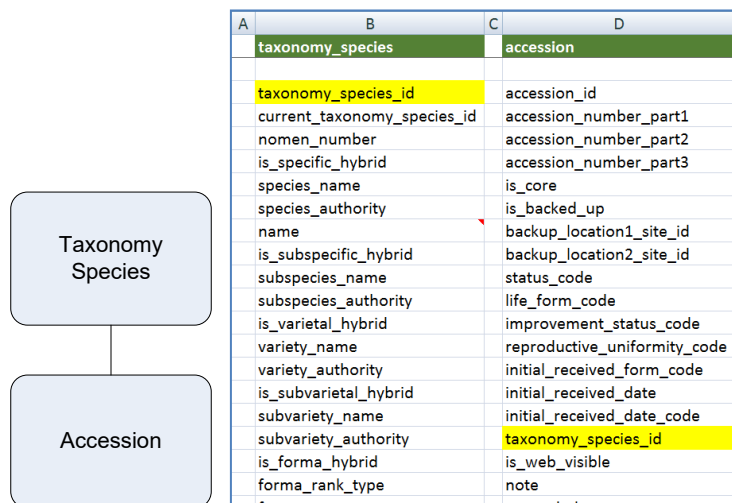 A B C D
taxonomy_species accession
taxonomy_species_id accession_id
current_taxonomy_species_id accession_number_part1
nomen_number accession_number_part2
is_specific_hybrid accession_number_part3
species_name is_core
species_authority is_backed_up
name backup_location1_site_id
is_subspecific_hybrid backup_location2_site_id
subspecies_name status_code
subspecies_authority life_form_code
is_varietal_hybrid improvement_status_code
variety_name reproductive_uniformity_code
variety_authority initial_received_form_code
is_subvarietal_hybrid initial_received_date
subvariety_name initial_received_date_code
subvariety_authority taxonomy_species_id
is_forma_hybrid is_web_visible
forma_rank_type note
Taxonomy
Species
Accession